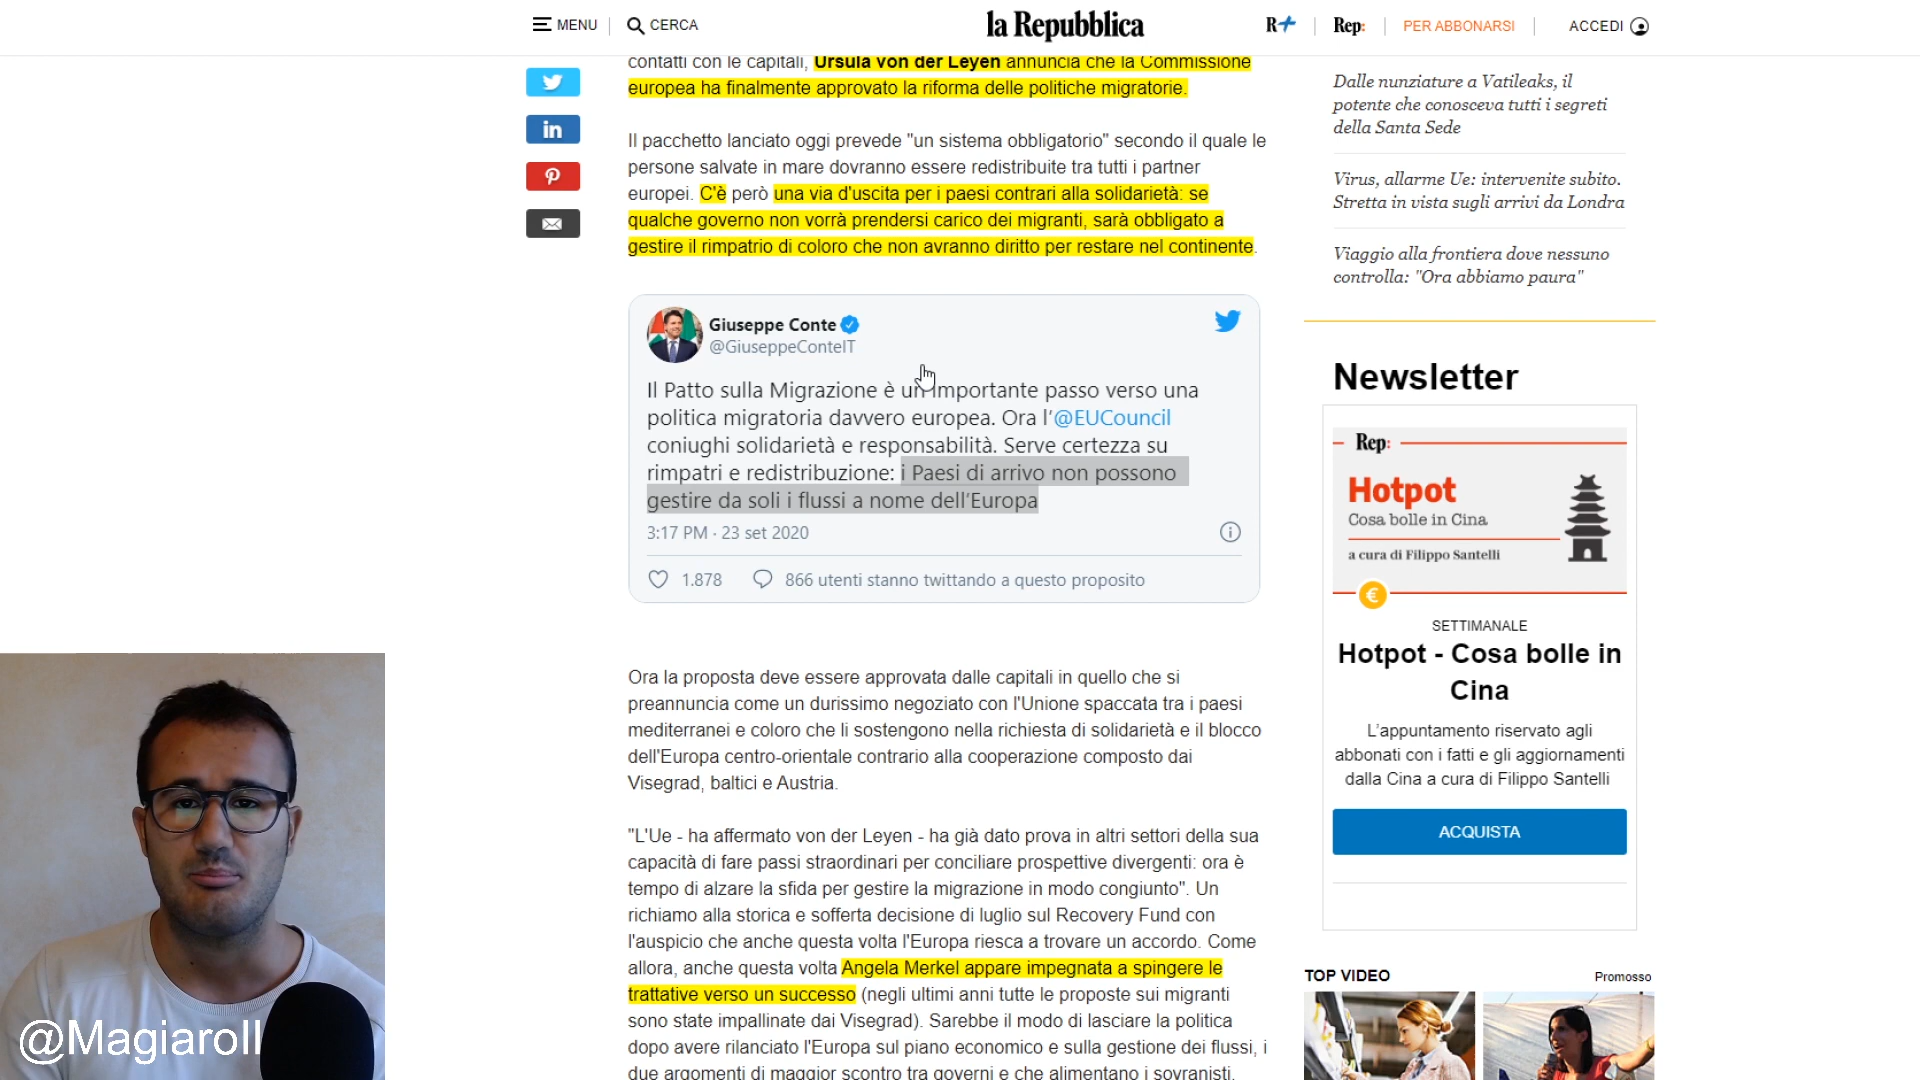 MENU
CERCA
la Repubblica
R+
Rep:
PER ABBONARSI
ACCEDI
contatti con le capitali, Ursula von der Leyen annuncia che la Commissione
europea ha finalmente approvato la riforma delle politiche migratorie.
Il pacchetto lanciato oggi prevede "un sistema obbligatorio" secondo il quale le
persone salvate in mare dovranno essere redistribuite tra tutti i partner
europei. C'è però una via d'uscita per i paesi contrari alla solidarietà: se
qualche governo non vorrà prendersi carico dei migranti, sarà obbligato a
gestire il rimpatrio di coloro che non avranno diritto per restare nel continente.
Giuseppe Conte
@GiuseppeConteIT
Il Patto sulla Migrazione è un importante passo verso una
politica migratoria davvero europea. Ora l’@EUCouncil
coniughi solidarietà e responsabilità. Serve certezza su
rimpatri e redistribuzione: i Paesi di arrivo non possono
gestire da soli i flussi a nome dell’Europa
3:17 PM · 23 set 2020
1.878
866 utenti stanno twittando a questo proposito
Ora la proposta deve essere approvata dalle capitali in quello che si
preannuncia come un durissimo negoziato con l'Unione spaccata tra i paesi
mediterranei e coloro che li sostengono nella richiesta di solidarietà e il blocco
dell'Europa centro-orientale contrario alla cooperazione composto dai
Visegrad, baltici e Austria.
"L'Ue - ha affermato von der Leyen - ha già dato prova in altri settori della sua
capacità di fare passi straordinari per conciliare prospettive divergenti: ora è
tempo di alzare la sfida per gestire la migrazione in modo congiunto". Un
richiamo alla storica e sofferta decisione di luglio sul Recovery Fund con
l'auspicio che anche questa volta l'Europa riesca a trovare un accordo. Come
allora, anche questa volta Angela Merkel appare impegnata a spingere le
trattative verso un successo (negli ultimi anni tutte le proposte sui migranti
sono state impallinate dai Visegrad). Sarebbe il modo di lasciare la politica
dopo avere rilanciato l'Europa sul piano economico e sulla gestione dei flussi, i
due argomenti di maggior scontro tra governi e che alimentano i sovranisti.
Dalle nunziature a Vatileaks, il
potente che conosceva tutti i segreti
della Santa Sede
Virus, allarme Ue: intervenite subito.
Stretta in vista sugli arrivi da Londra
Viaggio alla frontiera dove nessuno
controlla: "Ora abbiamo paura"
Newsletter
Rep:
Hotpot
Cosa bolle in Cina
a cura di Filippo Santelli
€
SETTIMANALE
Hotpot - Cosa bolle in
Cina
L’appuntamento riservato agli
abbonati con i fatti e gli aggiornamenti
dalla Cina a cura di Filippo Santelli
ACQUISTA
TOP VIDEO
Promosso
@Magiaroll